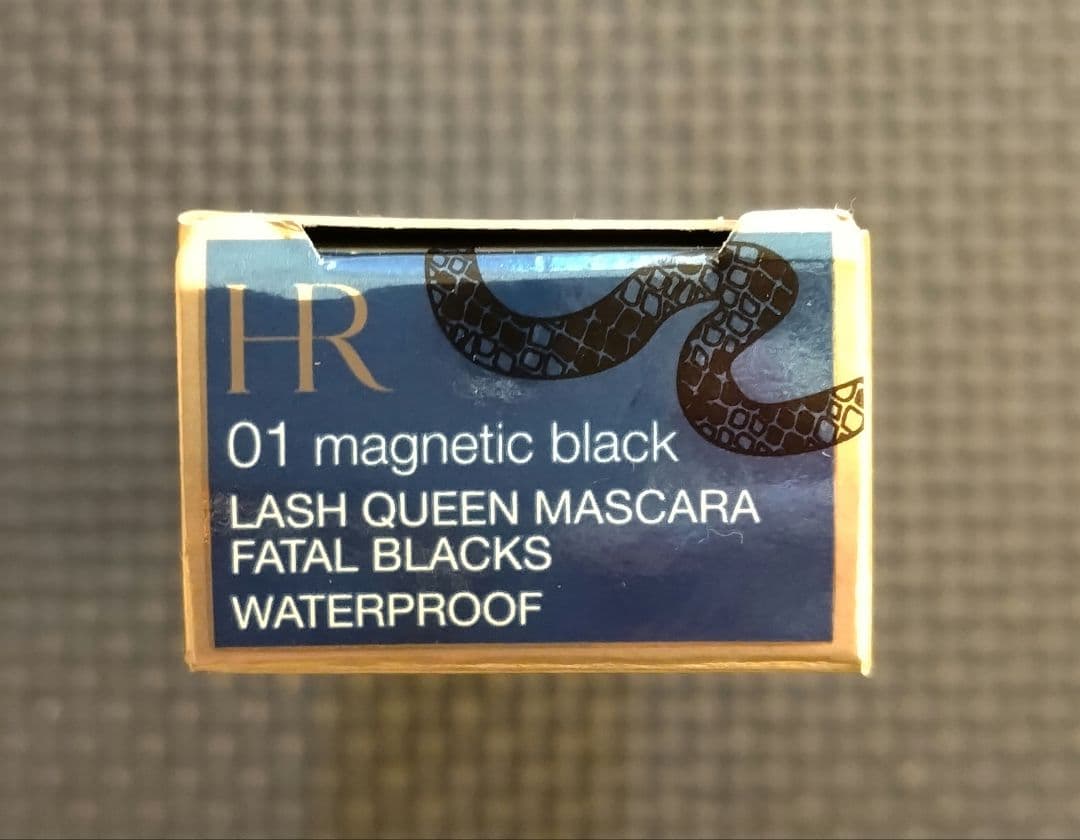 HR
01 magnetic black
LASH QUEEN MASCARA
FATAL BLACKS
WATERPROOF